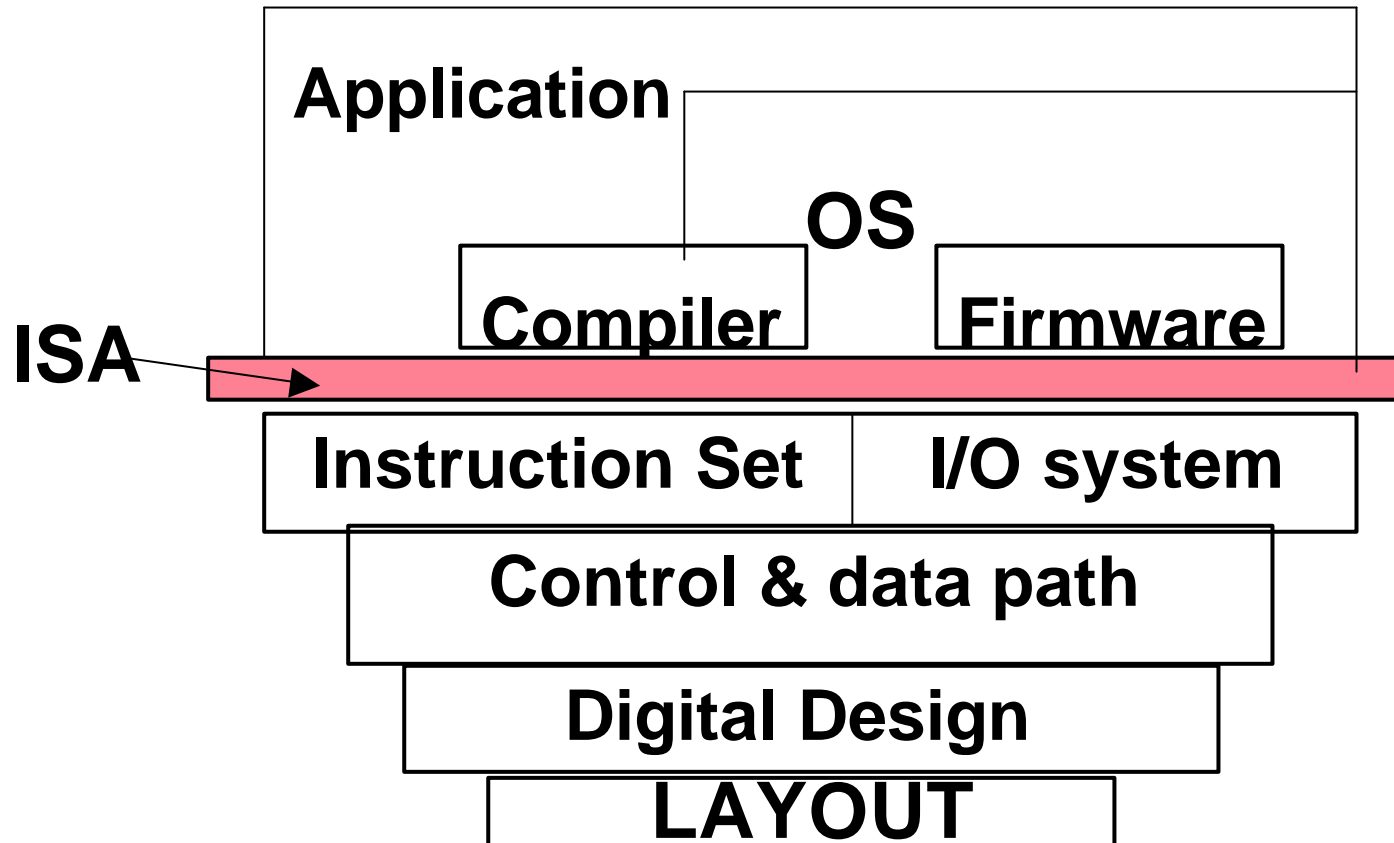 Application
OS
Compiler
Firmware
ISA
Instruction Set
I/O system
Control & data path
Digital Design
LAYOUT